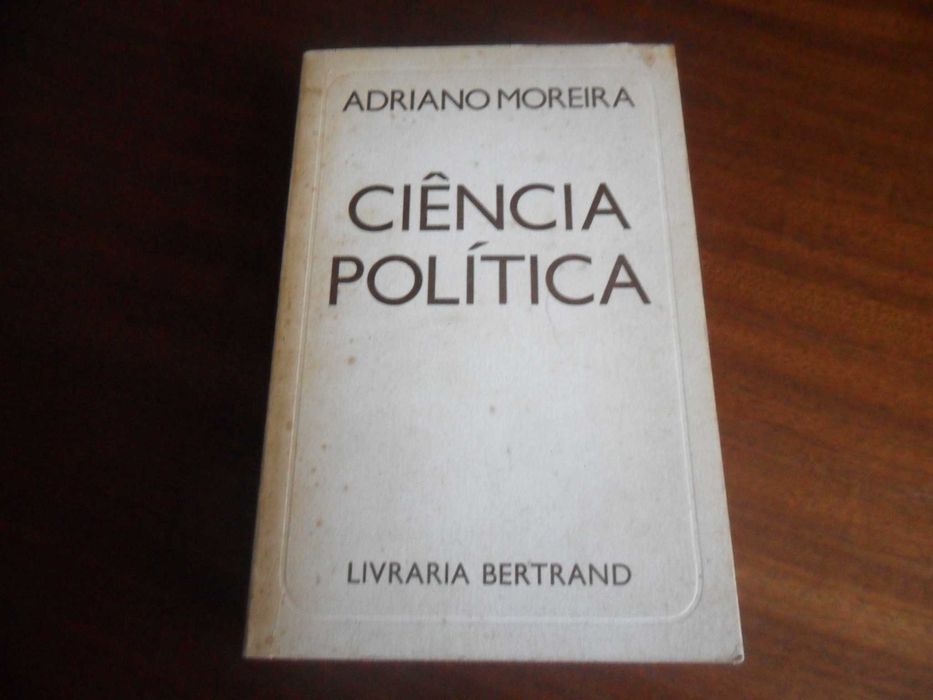 ADRIANO MOREIRA
CIÊNCIA
POLÍTICA
LIVRARIA BERTRAND